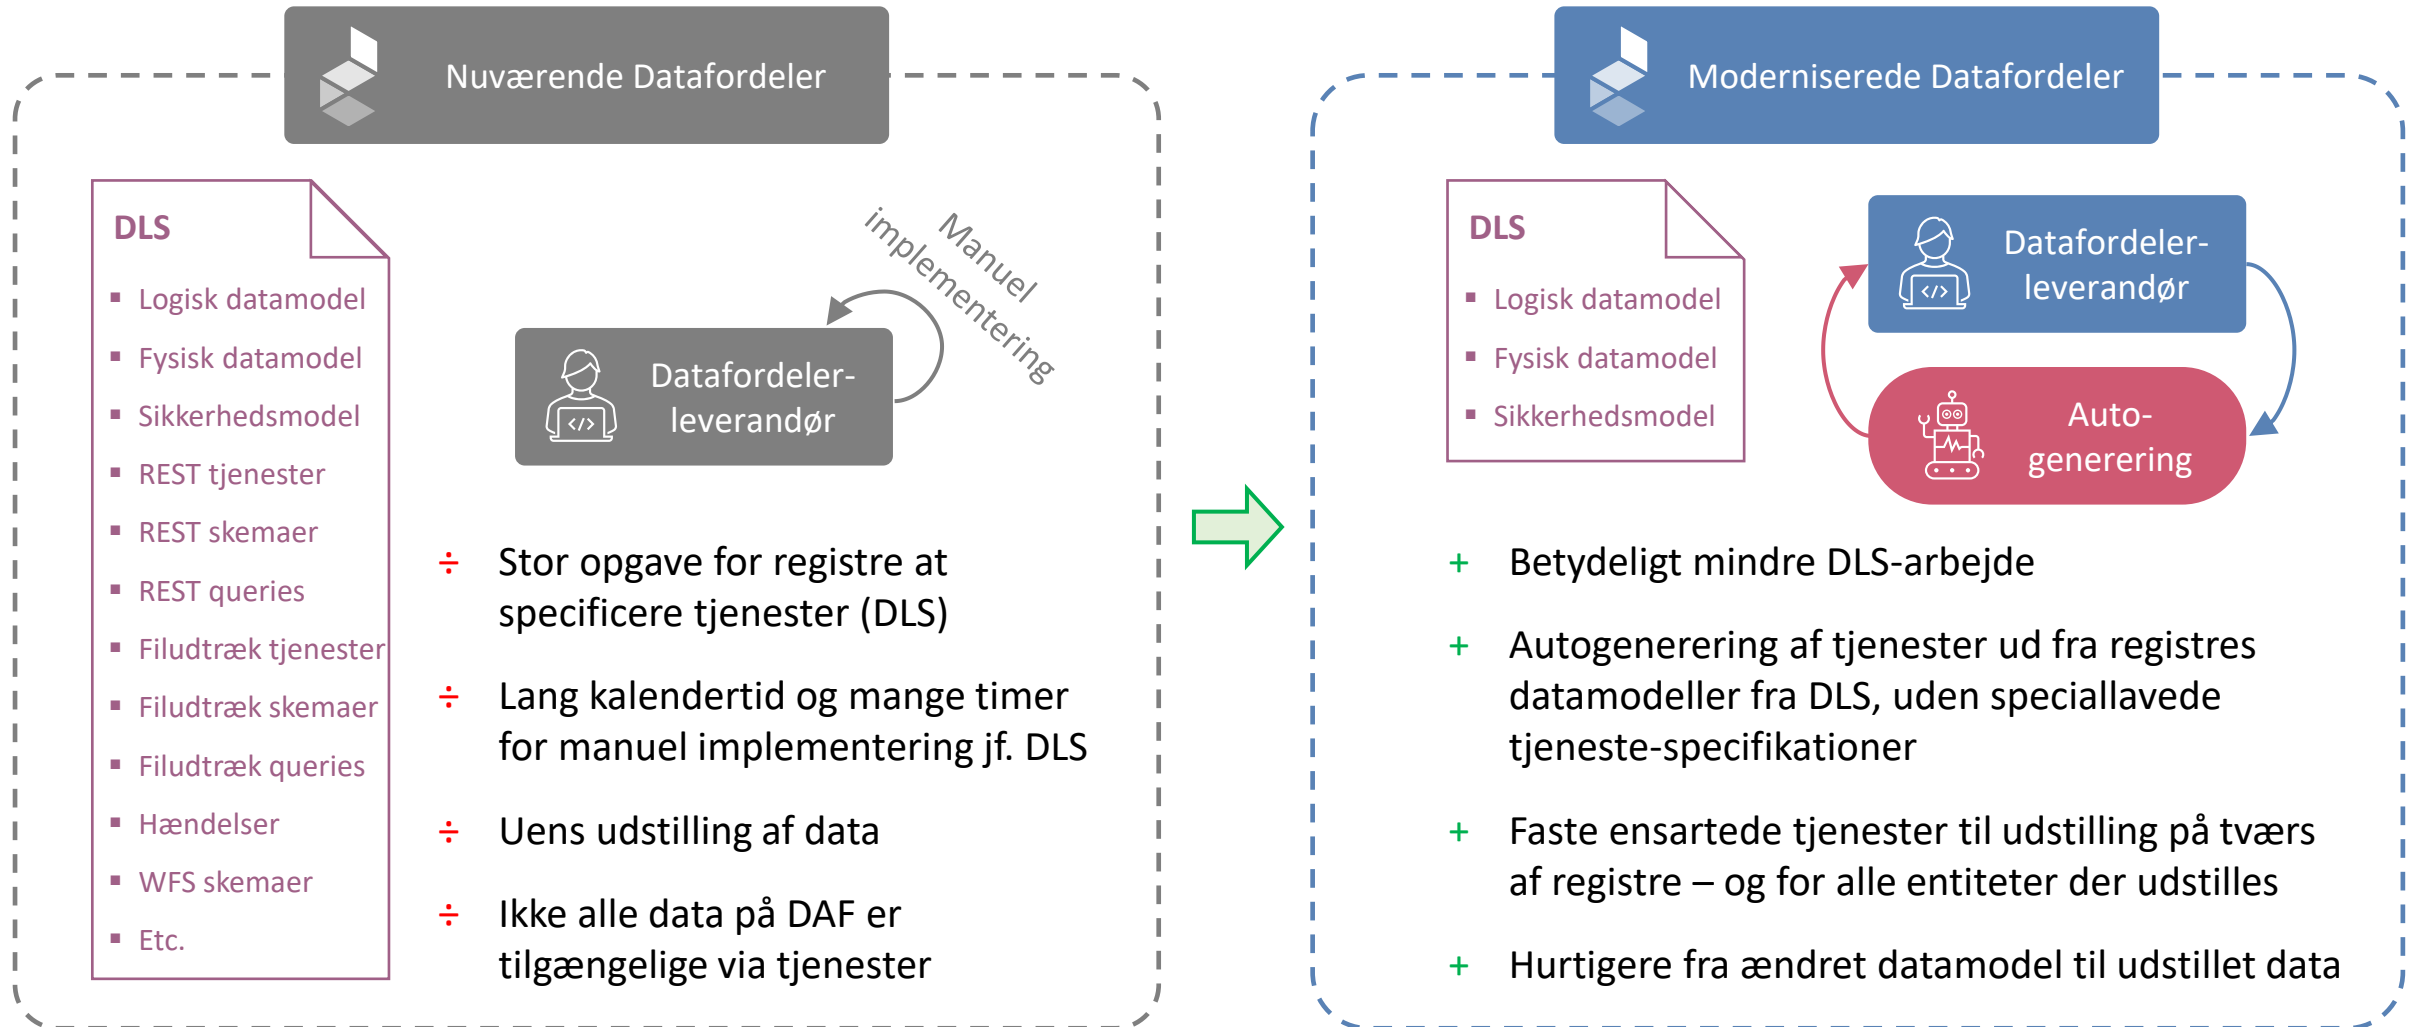 Nuværende Datafordeler
DLS
▪ Logisk datamodel
▪ Fysisk datamodel
▪ Sikkerhedsmodel
▪ REST tjenester
▪ REST skemaer
▪ REST queries
▪ Filudtræk tjenester
▪ Filudtræk skemaer
▪ Filudtræk queries
▪ Hændelser
▪ WFS skemaer
▪ Etc.
Manuel
implementering
Datafordeler-
leverandør
÷ Stor opgave for registre at
specificere tjenester (DLS)
÷ Lang kalendertid og mange timer
for manuel implementering jf. DLS
÷ Uens udstilling af data
÷ Ikke alle data på DAF er
tilgængelige via tjenester
Moderniserede Datafordeler
DLS
▪ Logisk datamodel
▪ Fysisk datamodel
▪ Sikkerhedsmodel
Datafordeler-
leverandør
Auto-
generering
+ Betydeligt mindre DLS-arbejde
+ Autogenerering af tjenester ud fra registres
datamodeller fra DLS, uden speciallavede
tjeneste-specifikationer
+ Faste ensartede tjenester til udstilling på tværs
af registre – og for alle entiteter der udstilles
+ Hurtigere fra ændret datamodel til udstillet data